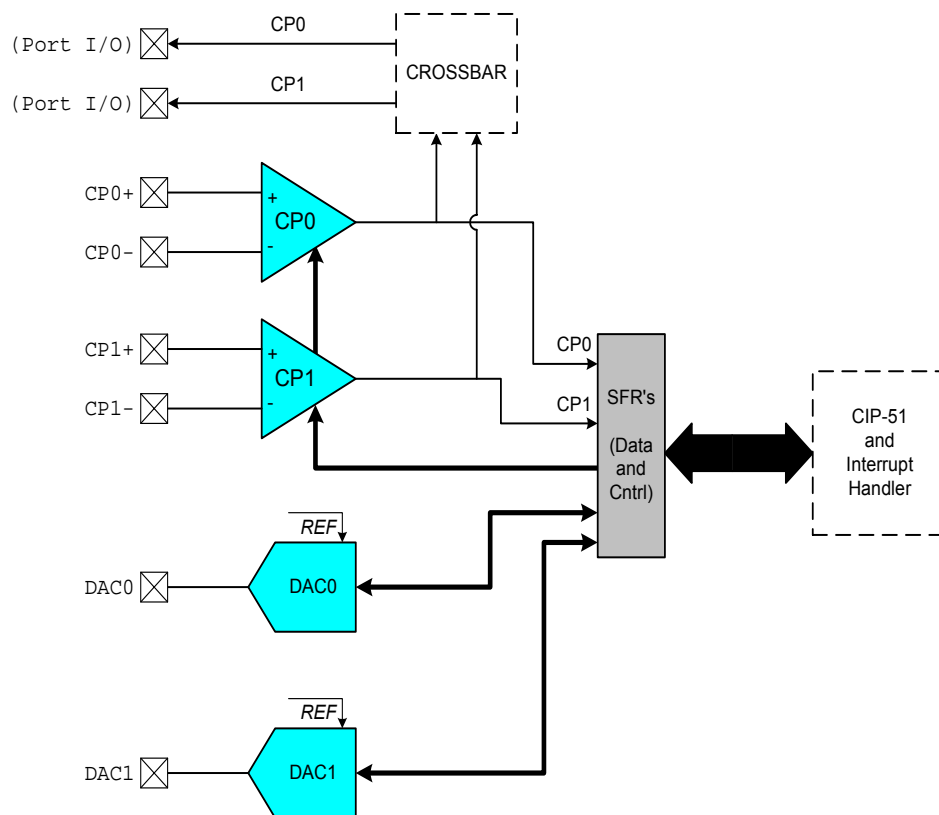 CP0
(Port I/O)
CROSSBAR
CP1
(Port I/O)
CP0+
+
CP0
-
CP0-
CP1+
+
CP1
-
CP1-
CP0
CP1
SFR's
(Data
and
Cntrl)
CIP-51
and
Interrupt
Handler
REF
DAC0
DAC0
REF
DAC1
DAC1